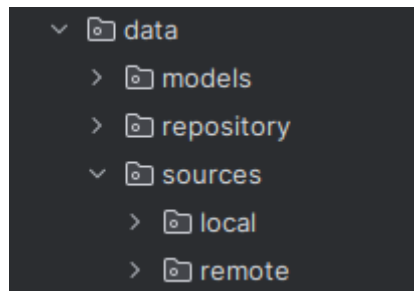 data
models
repository
sources
local
remote